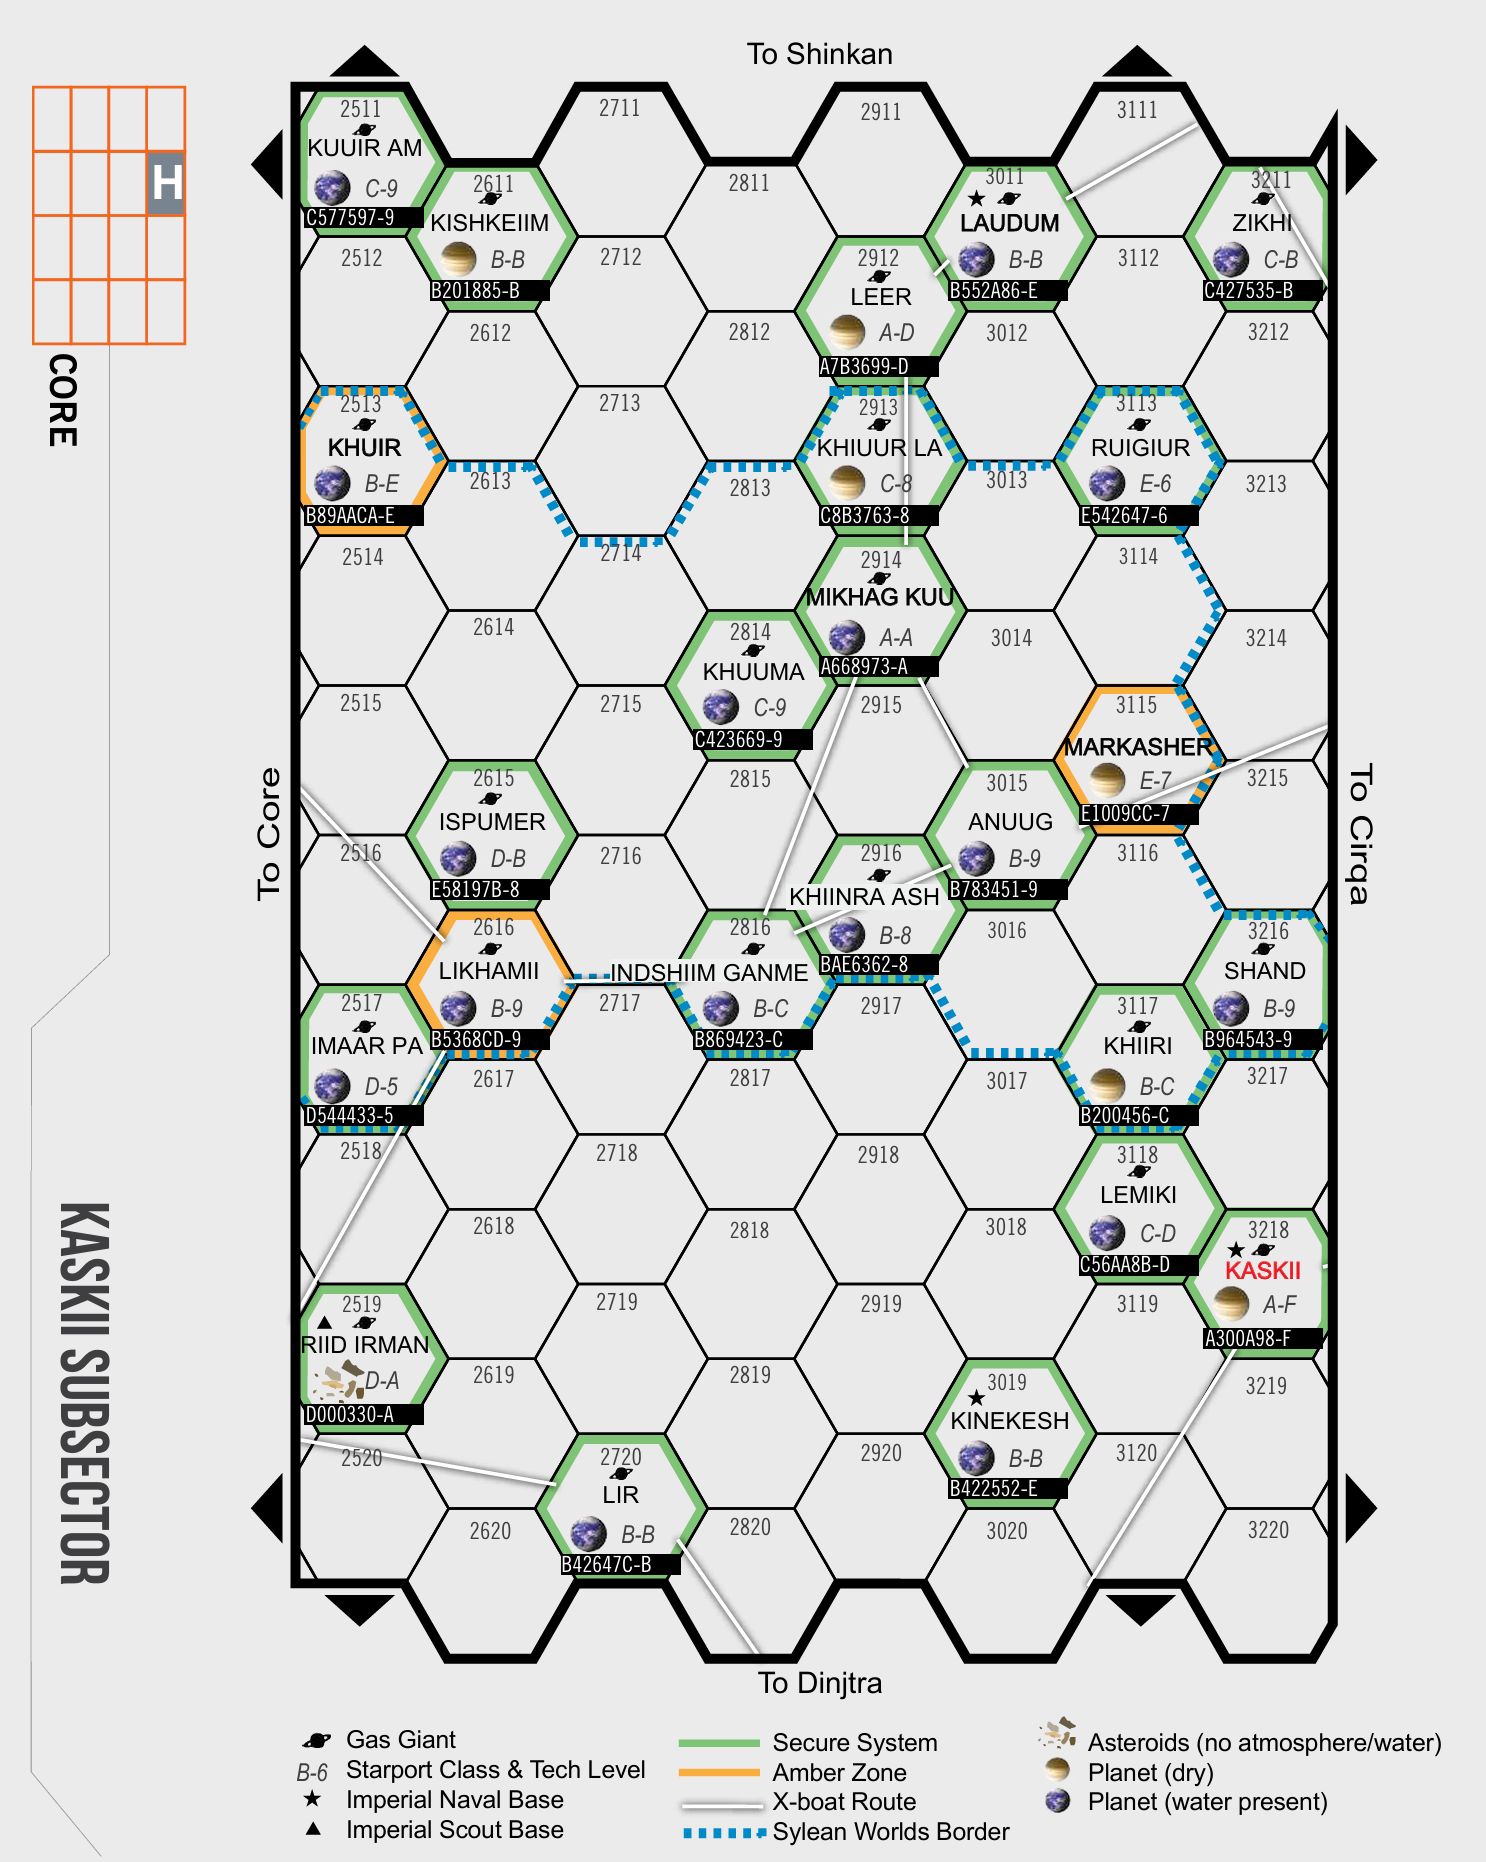 To Shinkan
H
CORE
KASKII SUBSECTOR
To Core
To Cirqa
2511
KUUIR AM
C-9
C577597-9
2711
2911
3111
2611
KISHKEIIM
B-B
B201885-B
2811
3011
LAUDUM
B-B
B552A86-E
3211
ZIKHI
C-B
C427535-B
2512
2712
2912
LEER
A-D
A7B3699-D
3112
2612
2812
3012
3212
2513
KHUIR
B-E
B89AACA-E
2713
2913
KHIUUR LA
C-8
C8B3763-8
3113
RUIGIUR
E-6
E542647-6
2613
2813
3013
3213
2514
2714
2914
MIKHAG KUU
A-A
A668973-A
3114
2614
2814
KHUUMA
C-9
C423669-9
3014
3214
2515
2715
2915
3115
MARKASHER
E-7
E1009CC-7
2615
ISPUMER
D-B
E58197B-8
2815
3015
ANUUG
B-9
B783451-9
3215
2516
2716
2916
KHIINRA ASH
B-8
BAE6362-8
3116
2616
LIKHAMII
B-9
B5368CD-9
2816
INDSHIIM GANME
B-C
B869423-C
3016
3216
SHAND
B-9
B964543-9
2517
IMAAR PA
D-5
D544433-5
2717
2917
3117
KHIIRI
B-C
B200456-C
2617
2817
3017
3217
2518
2718
2918
3118
LEMIKI
C-D
C56AA8B-D
2618
2818
3018
3218
KASKII
A-F
A300A98-F
2519
RIID IRMAN
D-A
D000330-A
2719
2919
3119
2619
2819
3019
KINEKESH
B-B
B422552-E
3219
2520
2720
LIR
B-B
B42647C-B
2920
3120
2620
2820
3020
3220
To Dinjtra
Gas Giant
B-6 Starport Class & Tech Level
Imperial Naval Base
Imperial Scout Base
Secure System
Amber Zone
X-boat Route
Sylean Worlds Border
Asteroids (no atmosphere/water)
Planet (dry)
Planet (water present)